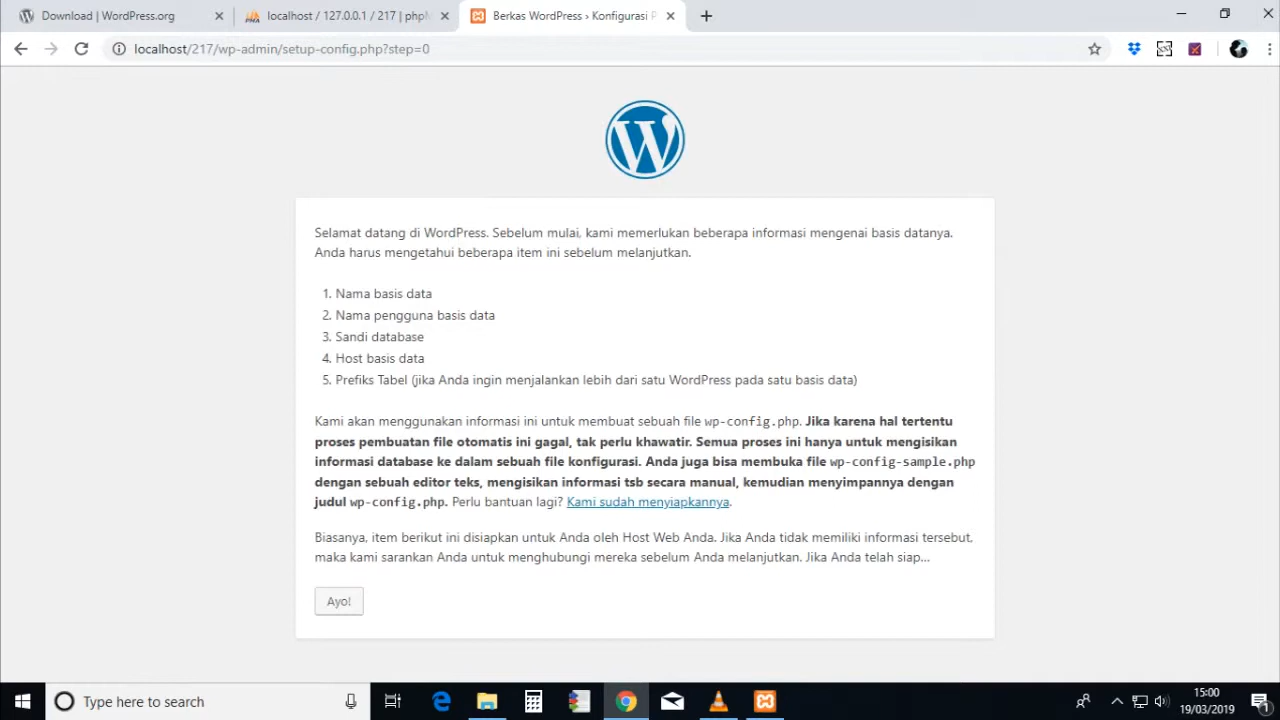 Download | WordPress.org
localhost / 127.0.0.1 / 217 | phpM
Berkas WordPress › Konfigurasi P
localhost/217/wp-admin/setup-config.php?step=0
Selamat datang di WordPress. Sebelum mulai, kami memerlukan beberapa informasi mengenai basis datanya.
Anda harus mengetahui beberapa item ini sebelum melanjutkan.
1. Nama basis data
2. Nama pengguna basis data
3. Sandi database
4. Host basis data
5. Prefiks Tabel (jika Anda ingin menjalankan lebih dari satu WordPress pada satu basis data)
Kami akan menggunakan informasi ini untuk membuat sebuah file wp-config.php. Jika karena hal tertentu
proses pembuatan file otomatis ini gagal, tak perlu khawatir. Semua proses ini hanya untuk mengisikan
informasi database ke dalam sebuah file konfigurasi. Anda juga bisa membuka file wp-config-sample.php
dengan sebuah editor teks, mengisikan informasi tsb secara manual, kemudian menyimpannya dengan
judul wp-config.php. Perlu bantuan lagi? Kami sudah menyiapkannya.
Biasanya, item berikut ini disiapkan untuk Anda oleh Host Web Anda. Jika Anda tidak memiliki informasi tersebut,
maka kami sarankan Anda untuk menghubungi mereka sebelum Anda melanjutkan. Jika Anda telah siap…
Ayo!
Type here to search
15:00
19/03/2019
1